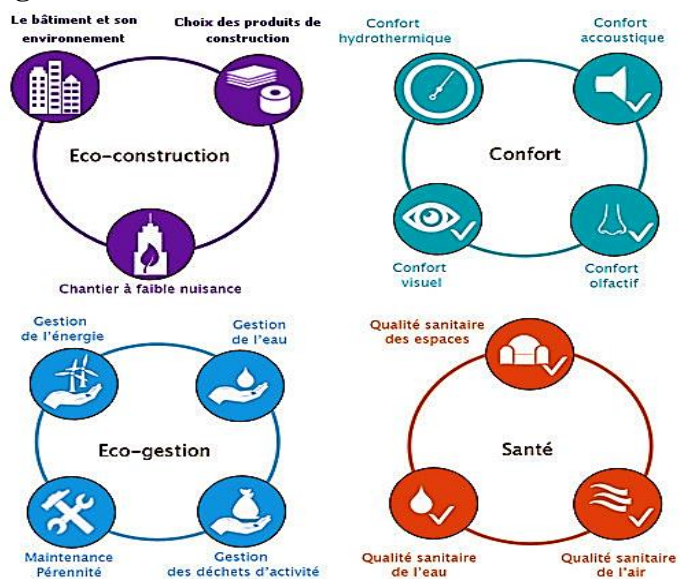 Le bâtiment et son
environnement
Choix des produits de
construction
Eco-construction
Chantier à faible nuisance
Confort
hydrothermique
Confort
accoustique
Confort
Confort
visuel
Confort
olfactif
Gestion
de l'énergie
Gestion
de l'eau
Eco-gestion
Maintenance
Pérennité
Gestion
des déchets d'activité
Qualité sanitaire
des espaces
Santé
Qualité sanitaire
de l'eau
Qualité sanitaire
de l'air